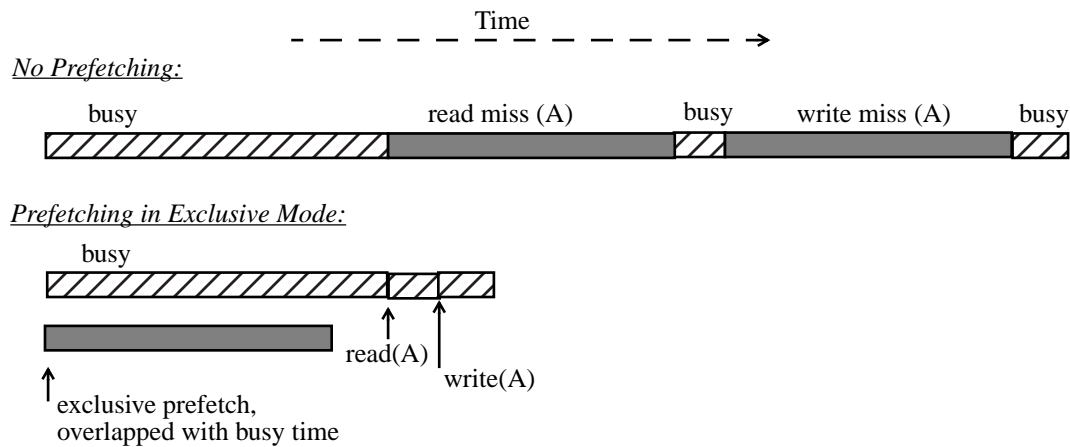 Time
No Prefetching:
busy read miss (A) busy write miss (A) busy
Prefetching in Exclusive Mode:
busy
read(A)
write(A)
exclusive prefetch,
overlapped with busy time